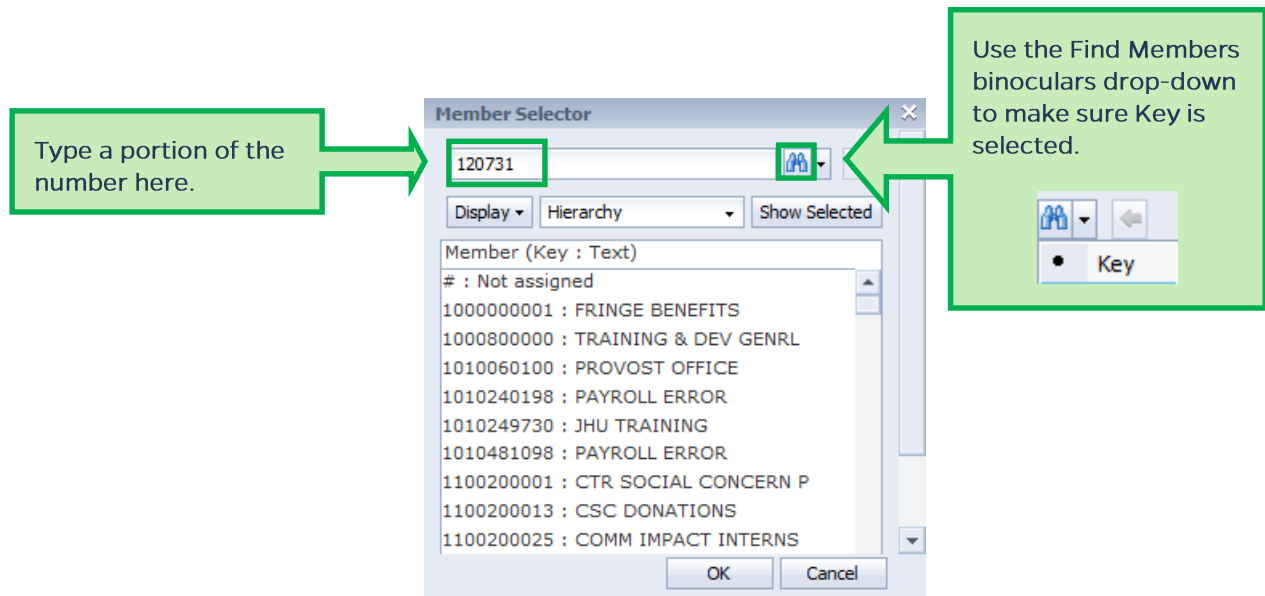 Type a portion of the
number here.
Member Selector
120731
Display
Hierarchy
Show Selected
Member (Key : Text)
# : Not assigned
1000000001 : FRINGE BENEFITS
1000800000 : TRAINING & DEV GENRL
1010060100 : PROVOST OFFICE
1010240198 : PAYROLL ERROR
1010249730 : JHU TRAINING
1010481098 : PAYROLL ERROR
1100200001 : CTR SOCIAL CONCERN P
1100200013 : CSC DONATIONS
1100200025 : COMM IMPACT INTERNS
OK
Cancel
Use the Find Members
binoculars drop-down
to make sure Key is
selected.
Key